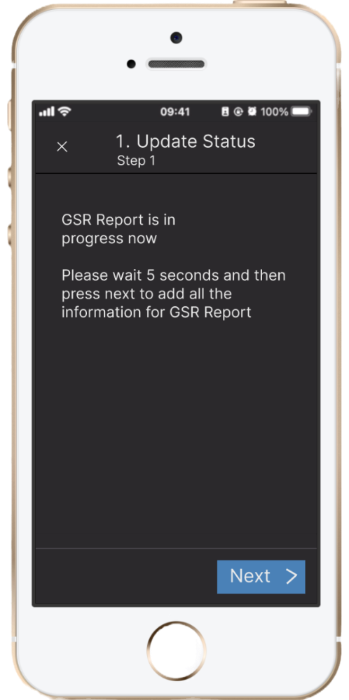 09:41
100%
1. Update Status
Step 1
GSR Report is in
progress now
Please wait 5 seconds and then
press next to add all the
information for GSR Report
Next